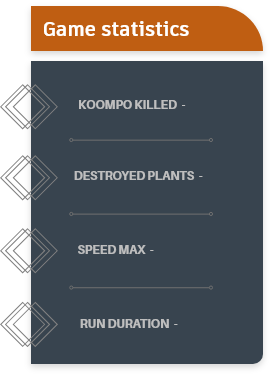 Game statistics
KOOMPO KILLED -
DESTROYED PLANTS -
SPEED MAX -
RUN DURATION -